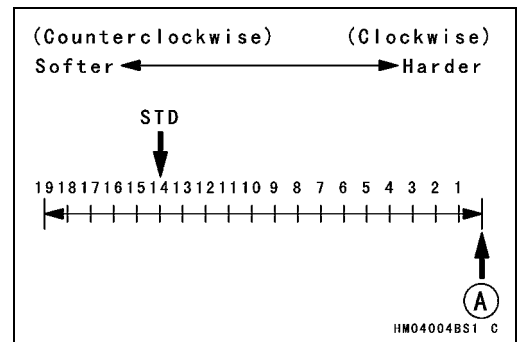 (Counterclockwise) (Clockwise)
Softer Harder
STD
19 18 17 16 15 14 13 12 11 10 9 8 7 6 5 4 3 2 1
A
HM04004BS1 C